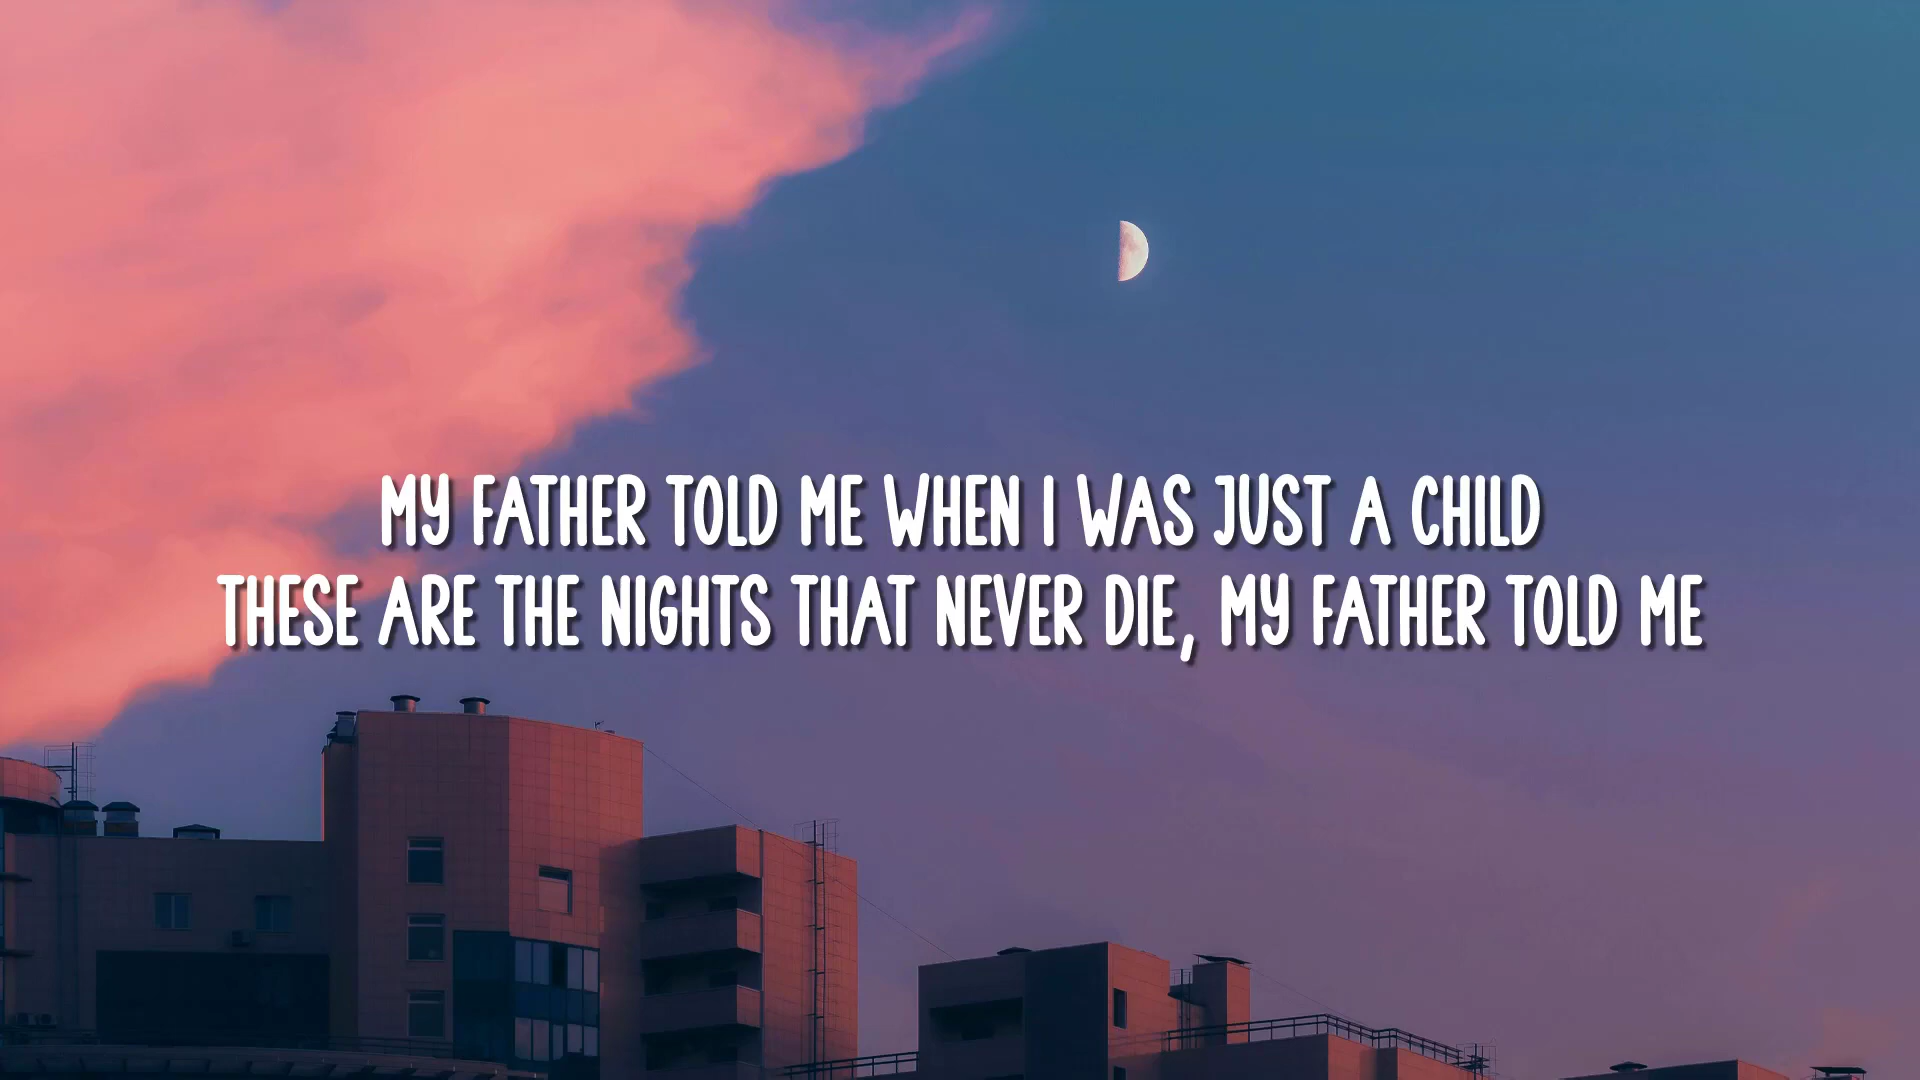 MY FATHER TOLD ME WHEN I WAS JUST A CHILD
THESE ARE THE NIGHTS THAT NEVER DIE, MY FATHER TOLD ME